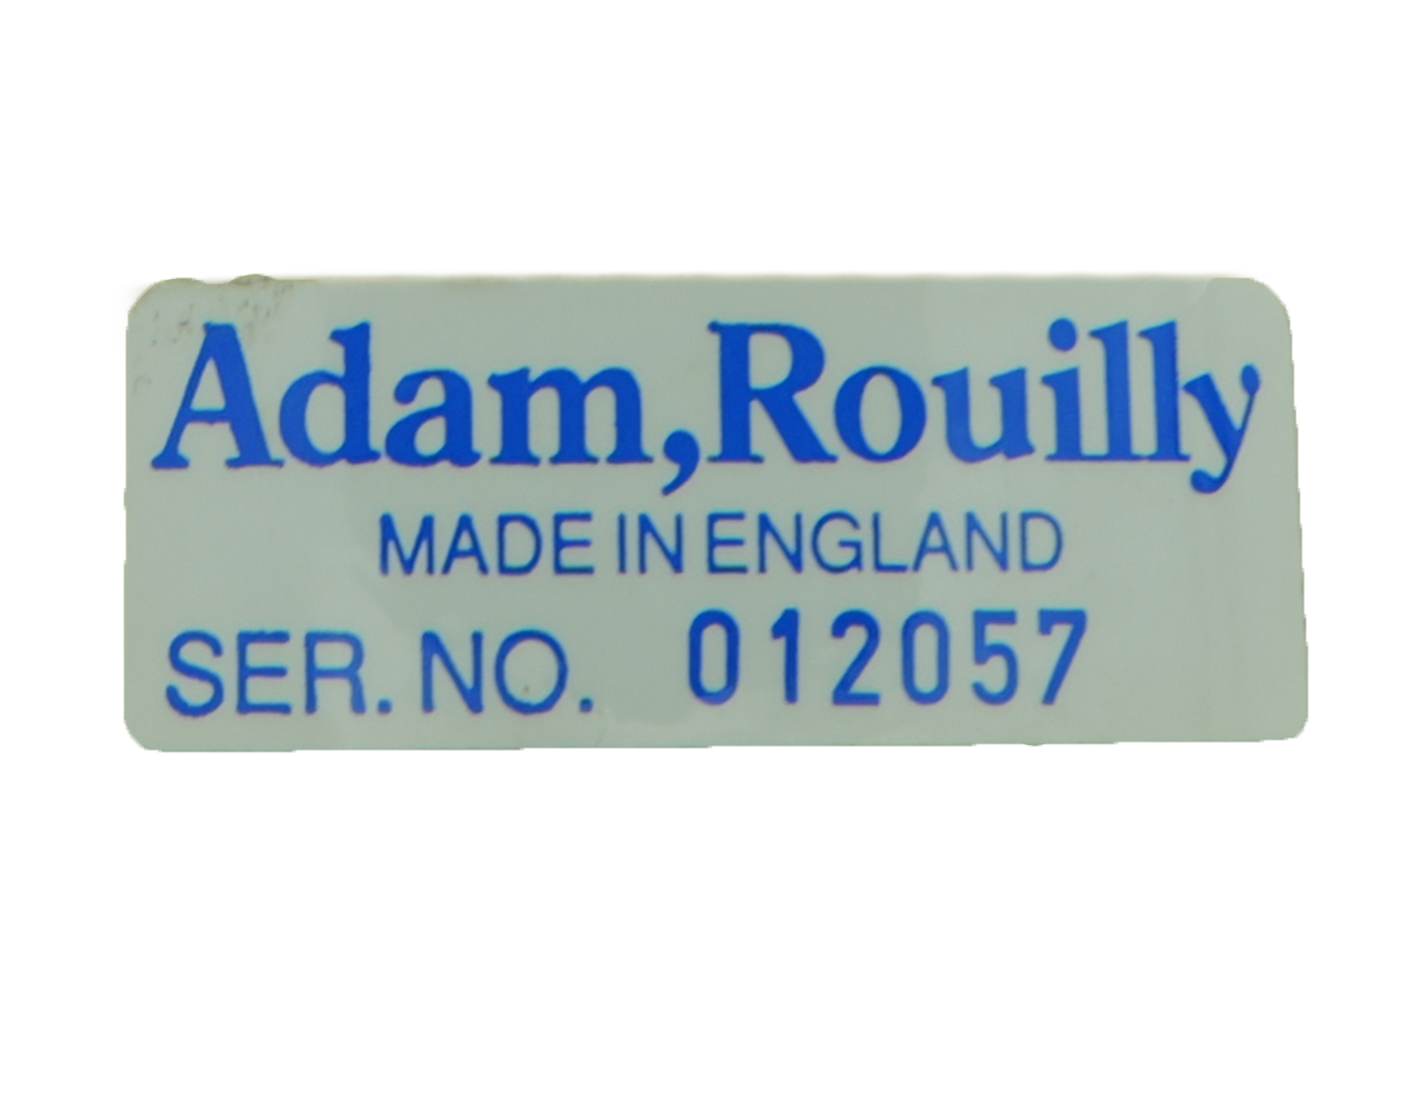 Adam,Rouilly
MADE IN ENGLAND
SER. NO. 012057